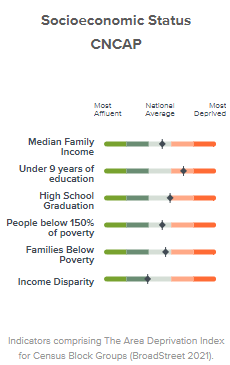 Socioeconomic Status
CNCAP
Most
Affluent
National
Average
Most
Deprived
Median Family
Income
Under 9 years of
education
High School
Graduation
People below 150%
of poverty
Families Below
Poverty
Income Disparity
Indicators comprising The Area Deprivation Index
for Census Block Groups (BroadStreet 2021).